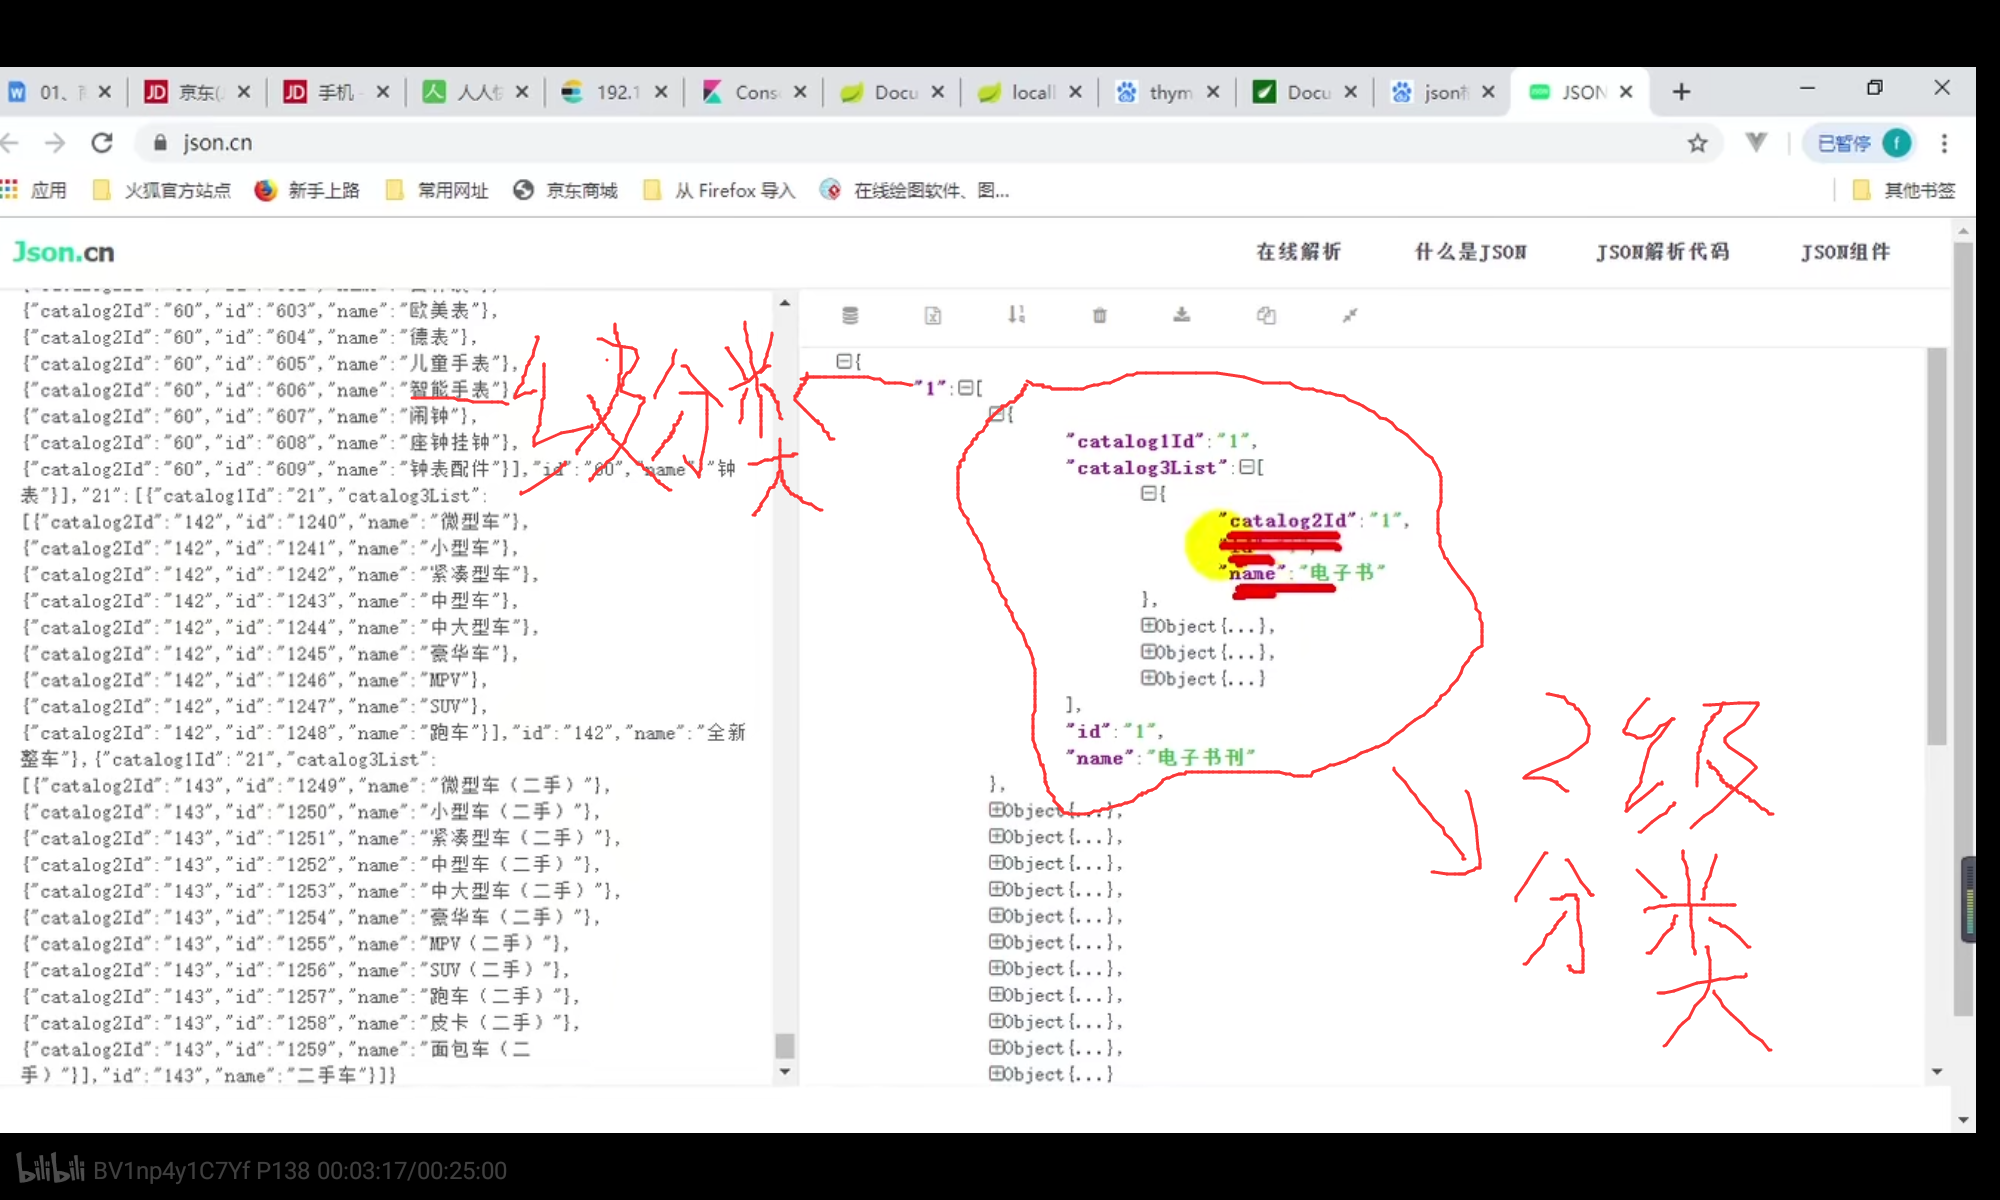 01、
京东(
手机 -
人人
192.1
Cons
Docu
locall
thym
Docu
json
JSON
json.cn
已暂停
f
应用
火狐官方站点
新手上路
常用网址
京东商城
从 Firefox 导入
在线绘图软件、图...
其他书签
Json.cn
在线解析
什么是JSON
JSON解析代码
JSON组件
{"catalog2Id":"60","id":"603","name":"欧美表"},
{"catalog2Id":"60","id":"604","name":"德表"},
{"catalog2Id":"60","id":"605","name":"儿童手表"},
{"catalog2Id":"60","id":"606","name":"智能手表"}
{"catalog2Id":"60","id":"607","name":"闹钟"},
{"catalog2Id":"60","id":"608","name":"座钟挂钟"},
{"catalog2Id":"60","id":"609","name":"钟表配件"}],"id":"60","name":"钟
表"}],"21":[{"catalog1Id":"21","catalog3List":
[{"catalog2Id":"142","id":"1240","name":"微型车"},
{"catalog2Id":"142","id":"1241","name":"小型车"},
{"catalog2Id":"142","id":"1242","name":"紧凑型车"},
{"catalog2Id":"142","id":"1243","name":"中型车"},
{"catalog2Id":"142","id":"1244","name":"中大型车"},
{"catalog2Id":"142","id":"1245","name":"豪华车"},
{"catalog2Id":"142","id":"1246","name":"MPV"},
{"catalog2Id":"142","id":"1247","name":"SUV"},
{"catalog2Id":"142","id":"1248","name":"跑车"}],"id":"142","name":"全新
整车"},{"catalog1Id":"21","catalog3List":
[{"catalog2Id":"143","id":"1249","name":"微型车（二手）"},
{"catalog2Id":"143","id":"1250","name":"小型车（二手）"},
{"catalog2Id":"143","id":"1251","name":"紧凑型车（二手）"},
{"catalog2Id":"143","id":"1252","name":"中型车（二手）"},
{"catalog2Id":"143","id":"1253","name":"中大型车（二手）"},
{"catalog2Id":"143","id":"1254","name":"豪华车（二手）"},
{"catalog2Id":"143","id":"1255","name":"MPV（二手）"},
{"catalog2Id":"143","id":"1256","name":"SUV（二手）"},
{"catalog2Id":"143","id":"1257","name":"跑车（二手）"},
{"catalog2Id":"143","id":"1258","name":"皮卡（二手）"},
{"catalog2Id":"143","id":"1259","name":"面包车（二
手）"}],"id":"143","name":"二手车"}]}
级分类
{
"1":[
{
"catalog1Id":"1",
"catalog3List":[
{
"catalog2Id":"1",
"id"
"name":"电子书"
},
Object{...},
Object{...},
Object{...}
],
"id":"1",
"name":"电子书刊"
},
Object{...},
Object{...},
Object{...},
Object{...},
Object{...},
Object{...},
Object{...},
Object{...},
Object{...},
Object{...},
Object{...}
2级
分类
bilibili BV1np4y1C7Yf P138 00:03:17/00:25:00